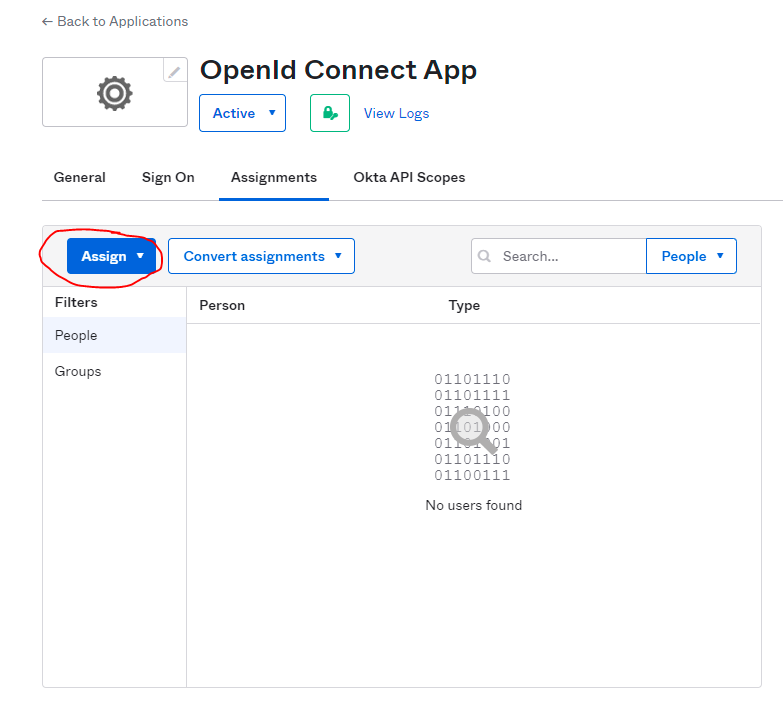 ← Back to Applications
OpenId Connect App
Active
View Logs
General Sign On Assignments Okta API Scopes
Assign Convert assignments Search... People
Filters Person Type
People
Groups
01101110
01101111
01110100
01101000
01101001
01101110
01100111
No users found